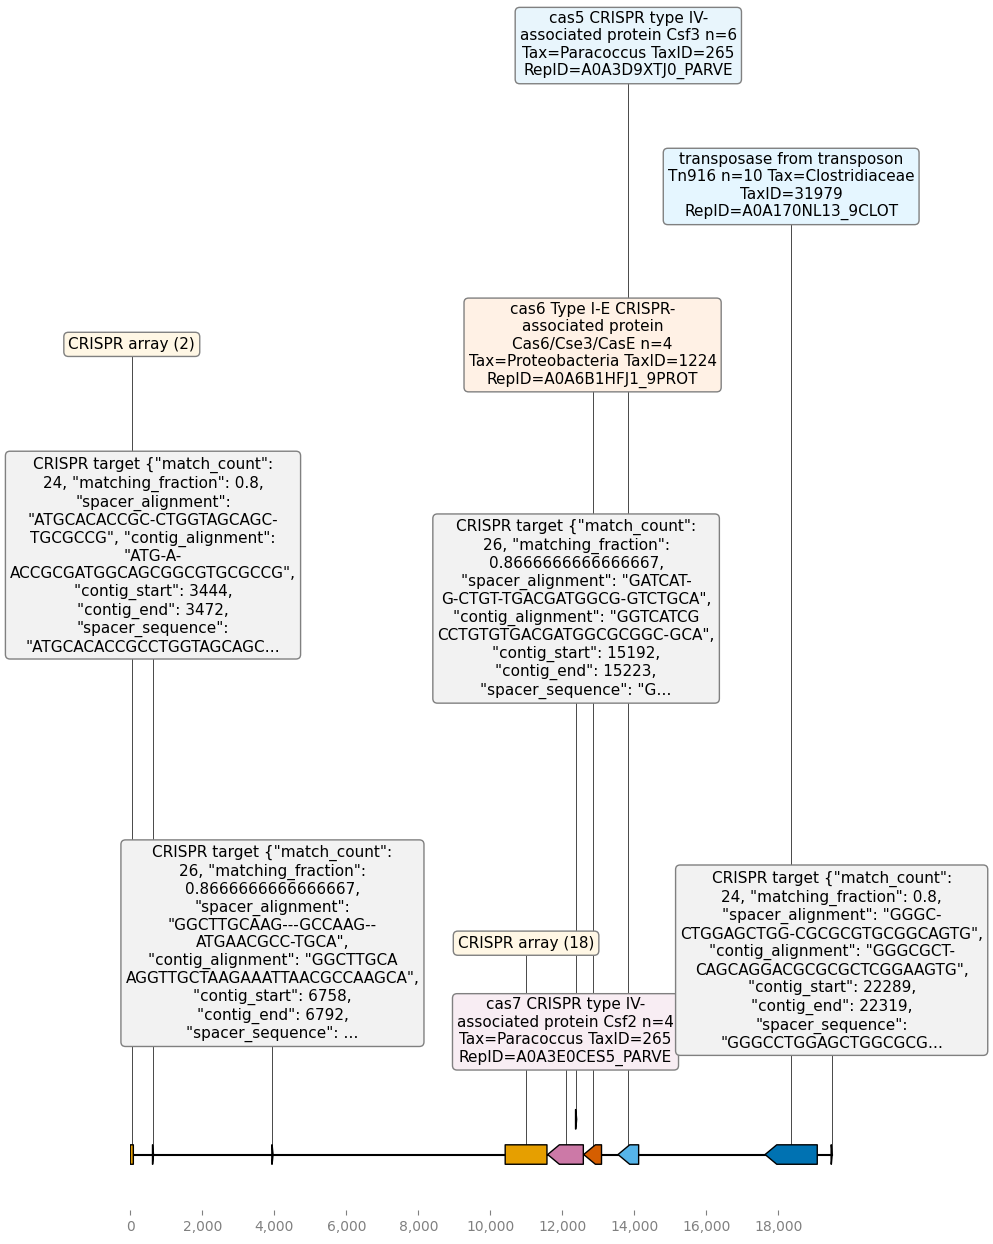 cas5 CRISPR type IV-
associated protein Csf3 n=6
Tax=Paracoccus TaxID=265
RepID=A0A3D9XTJ0_PARVE
transposase from transposon
Tn916 n=10 Tax=Clostridiaceae
TaxID=31979
RepID=A0A170NL13_9CLOT
cas6 Type I-E CRISPR-
associated protein
Cas6/Cse3/CasE n=4
Tax=Proteobacteria TaxID=1224
RepID=A0A6B1HFJ1_9PROT
CRISPR array (2)
CRISPR target {"match_count":
24, "matching_fraction": 0.8,
"spacer_alignment":
"ATGCACACCGC-CTGGTAGCAGC-
TGCGCCG", "contig_alignment":
"ATG-A-
ACCGCGATGGCAGCGGCGTGCGCCG",
"contig_start": 3444,
"contig_end": 3472,
"spacer_sequence":
"ATGCACACCGCCTGGTAGCAGC...
CRISPR target {"match_count":
26, "matching_fraction":
0.8666666666666667,
"spacer_alignment": "GATCAT-
G-CTGT-TGACGATGGCG-GTCTGCA",
"contig_alignment": "GGTCATCG
CCTGTGTGACGATGGCGCGGC-GCA",
"contig_start": 15192,
"contig_end": 15223,
"spacer_sequence": "G...
CRISPR target {"match_count":
26, "matching_fraction":
0.8666666666666667,
"spacer_alignment":
"GGCTTGCAAG---GCCAAG--
ATGAACGCC-TGCA",
"contig_alignment": "GGCTTGCA
AGGTTGCTAAGAAATTAACGCCAAGCA",
"contig_start": 6758,
"contig_end": 6792,
"spacer_sequence": ...
CRISPR target {"match_count":
24, "matching_fraction": 0.8,
"spacer_alignment": "GGGC-
CTGGAGCTGG-CGCGCGTGCGGCAGTG",
"contig_alignment": "GGGCGCT-
CAGCAGGACGCGCGCTCGGAAGTG",
"contig_start": 22289,
"contig_end": 22319,
"spacer_sequence":
"GGGCCTGGAGCTGGCGCG...
CRISPR array (18)
cas7 CRISPR type IV-
associated protein Csf2 n=4
Tax=Paracoccus TaxID=265
RepID=A0A3E0CES5_PARVE
0 2,000 4,000 6,000 8,000 10,000 12,000 14,000 16,000 18,000